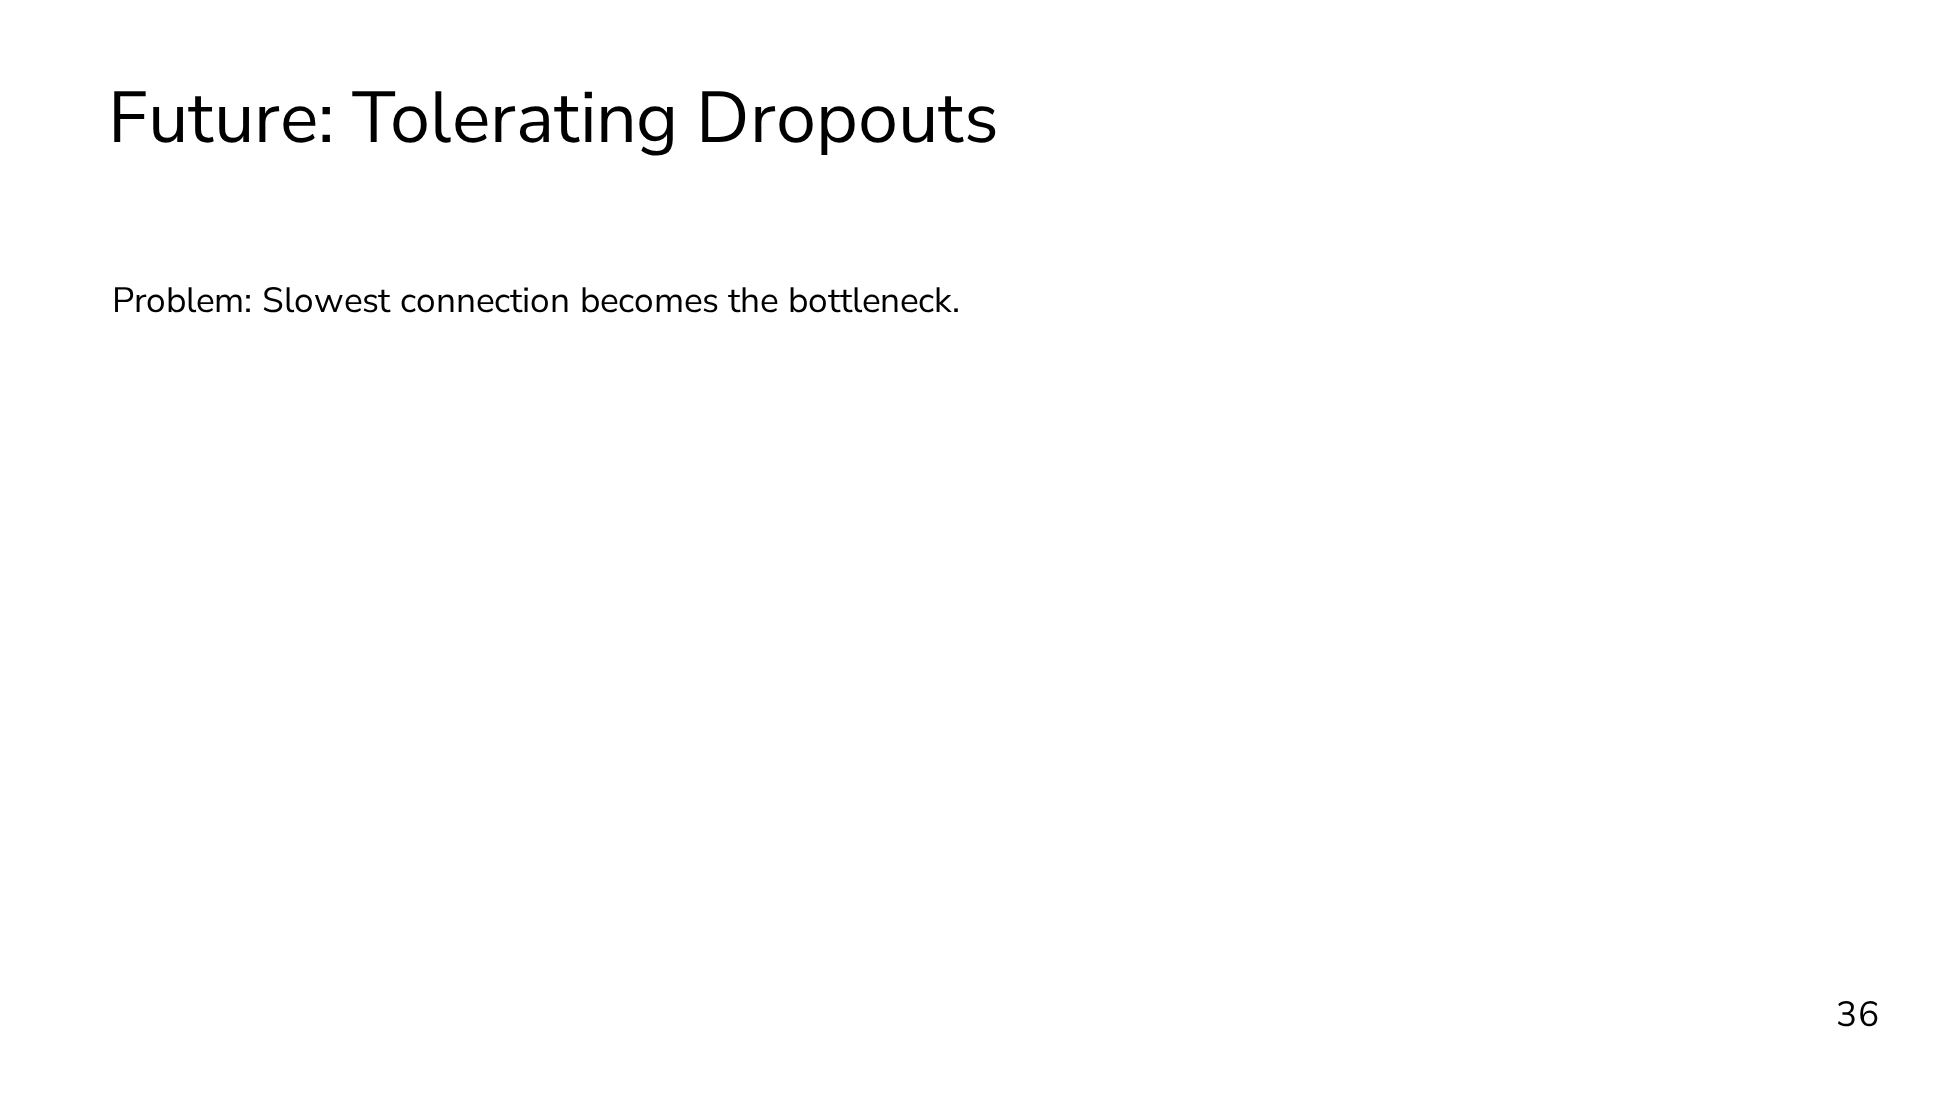 Future: Tolerating Dropouts
Problem: Slowest connection becomes the bottleneck.
36